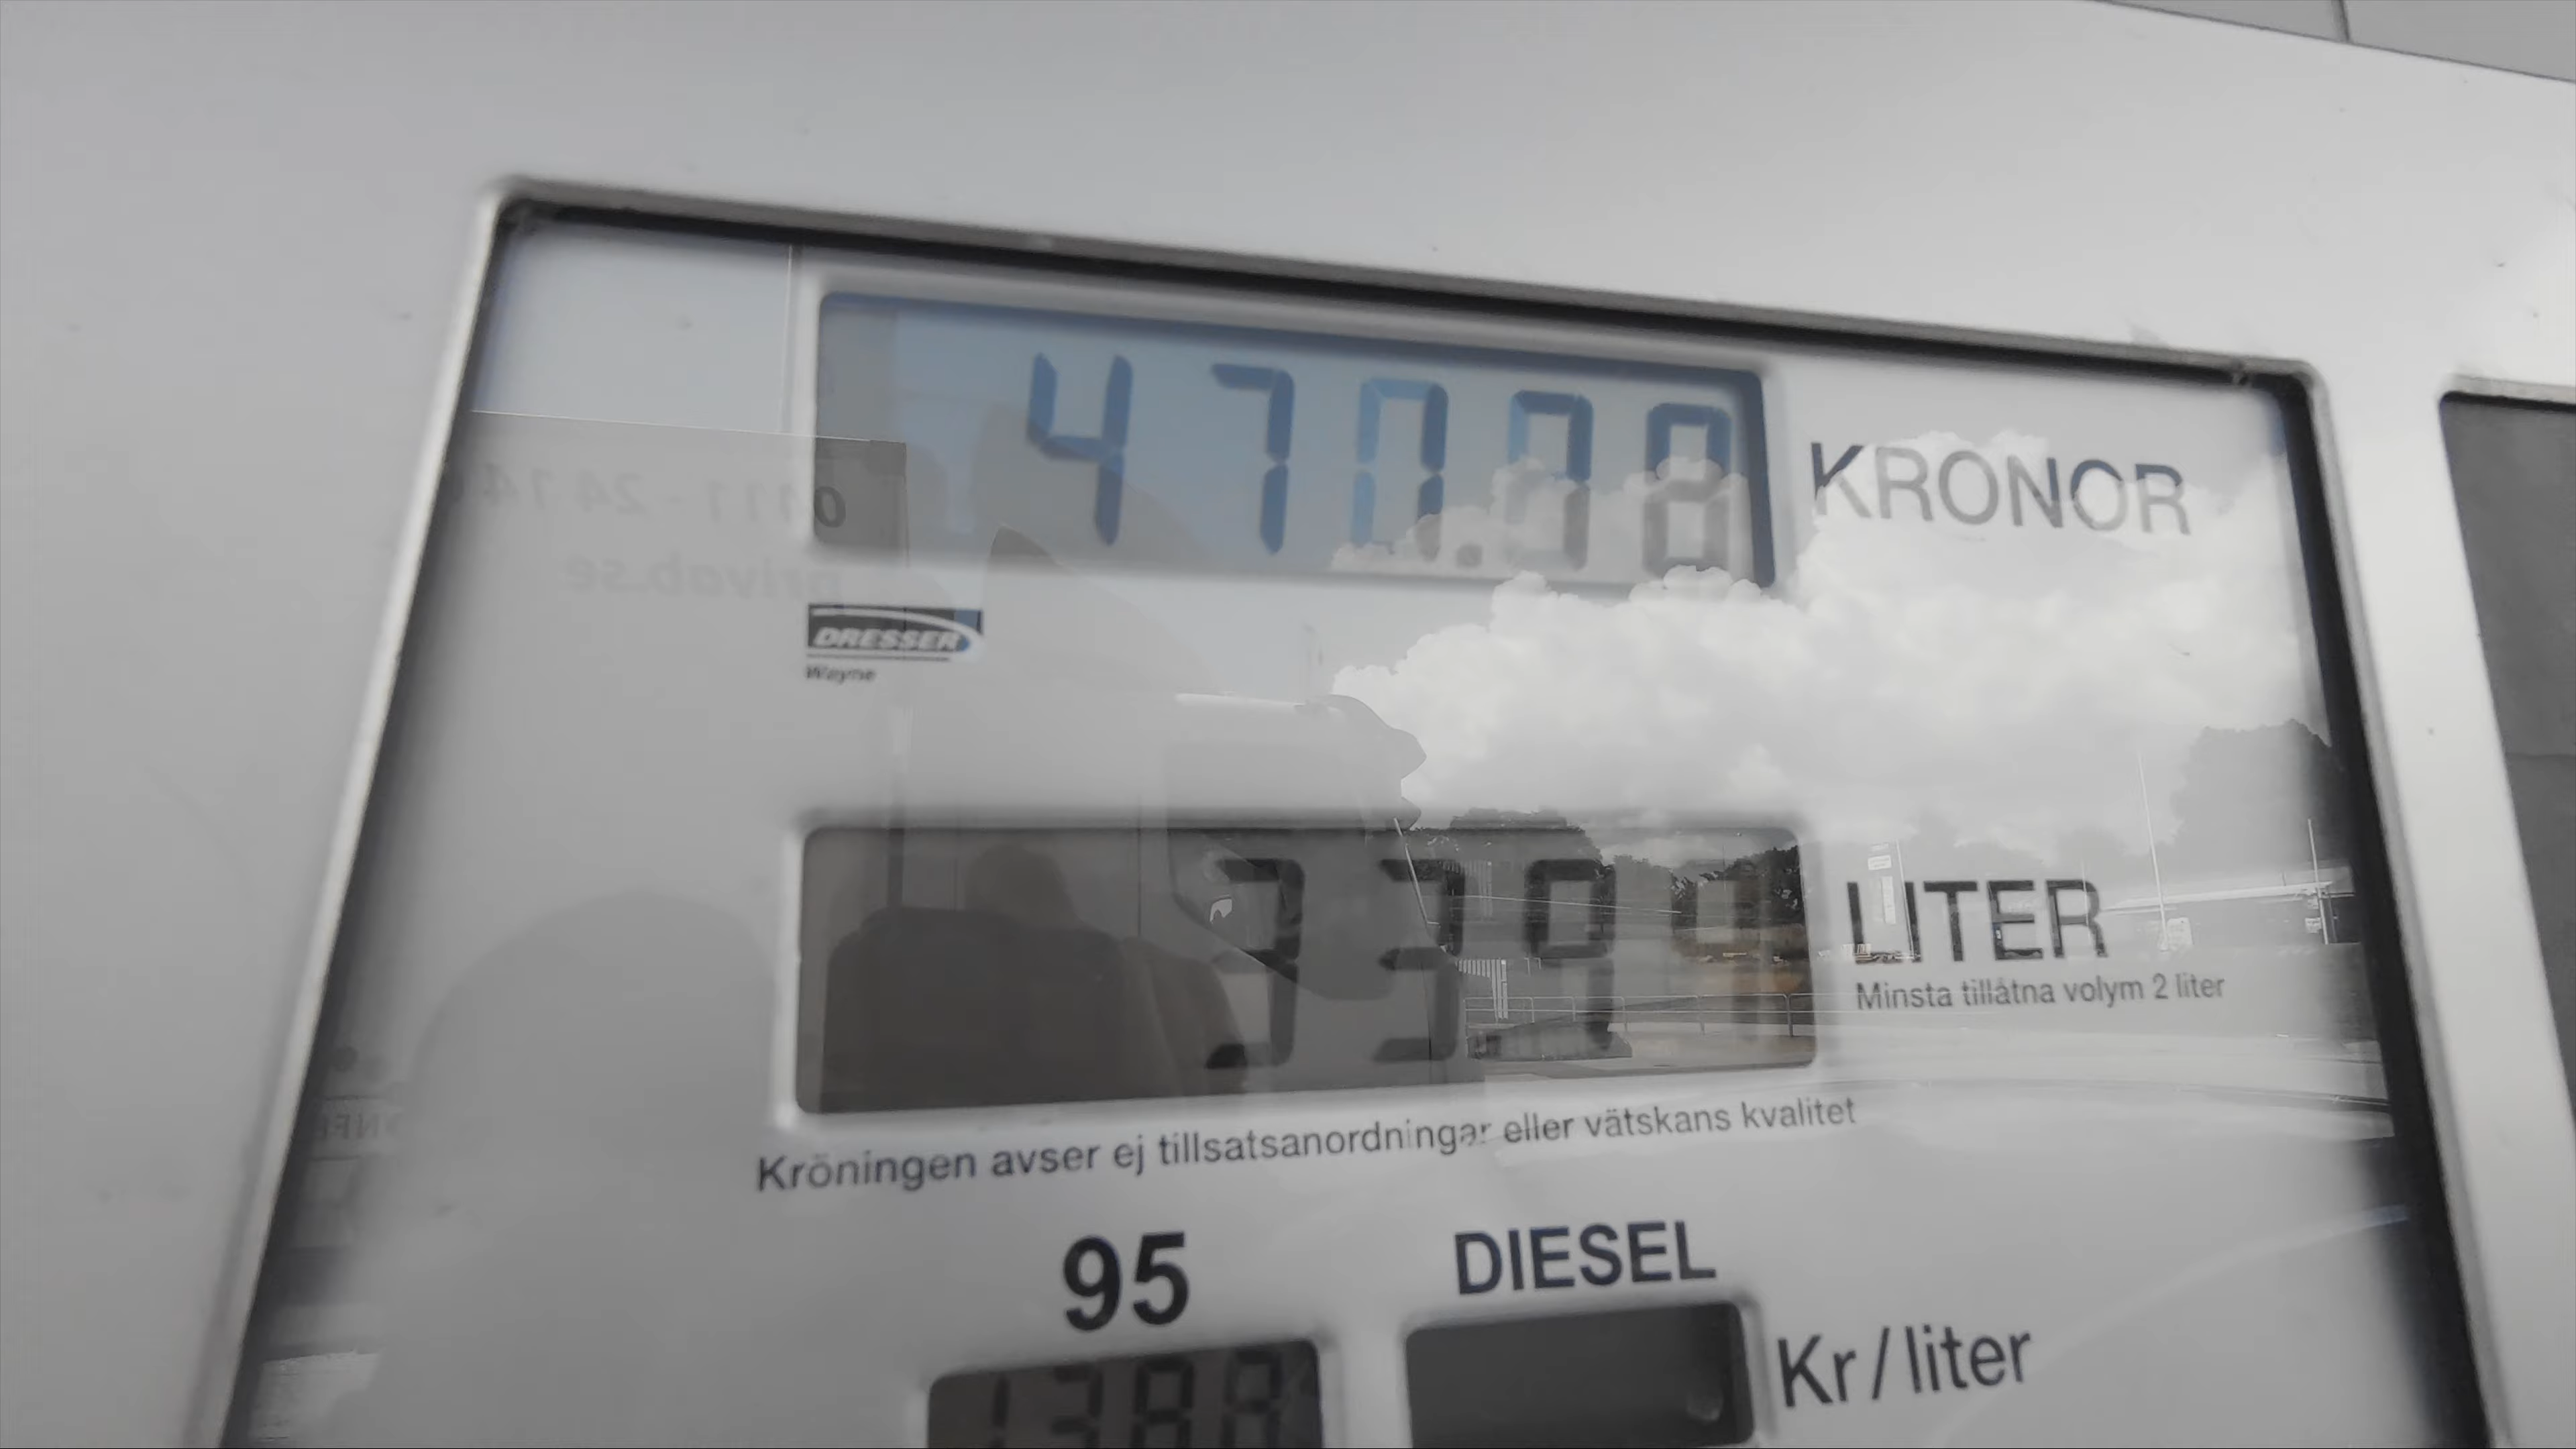 470.98 KRONOR
DRESSER
Wayne
LITER
Minsta tillåtna volym 2 liter
Kröningen avser ej tillsatsanordningar eller vätskans kvalitet
95 DIESEL
Kr/liter